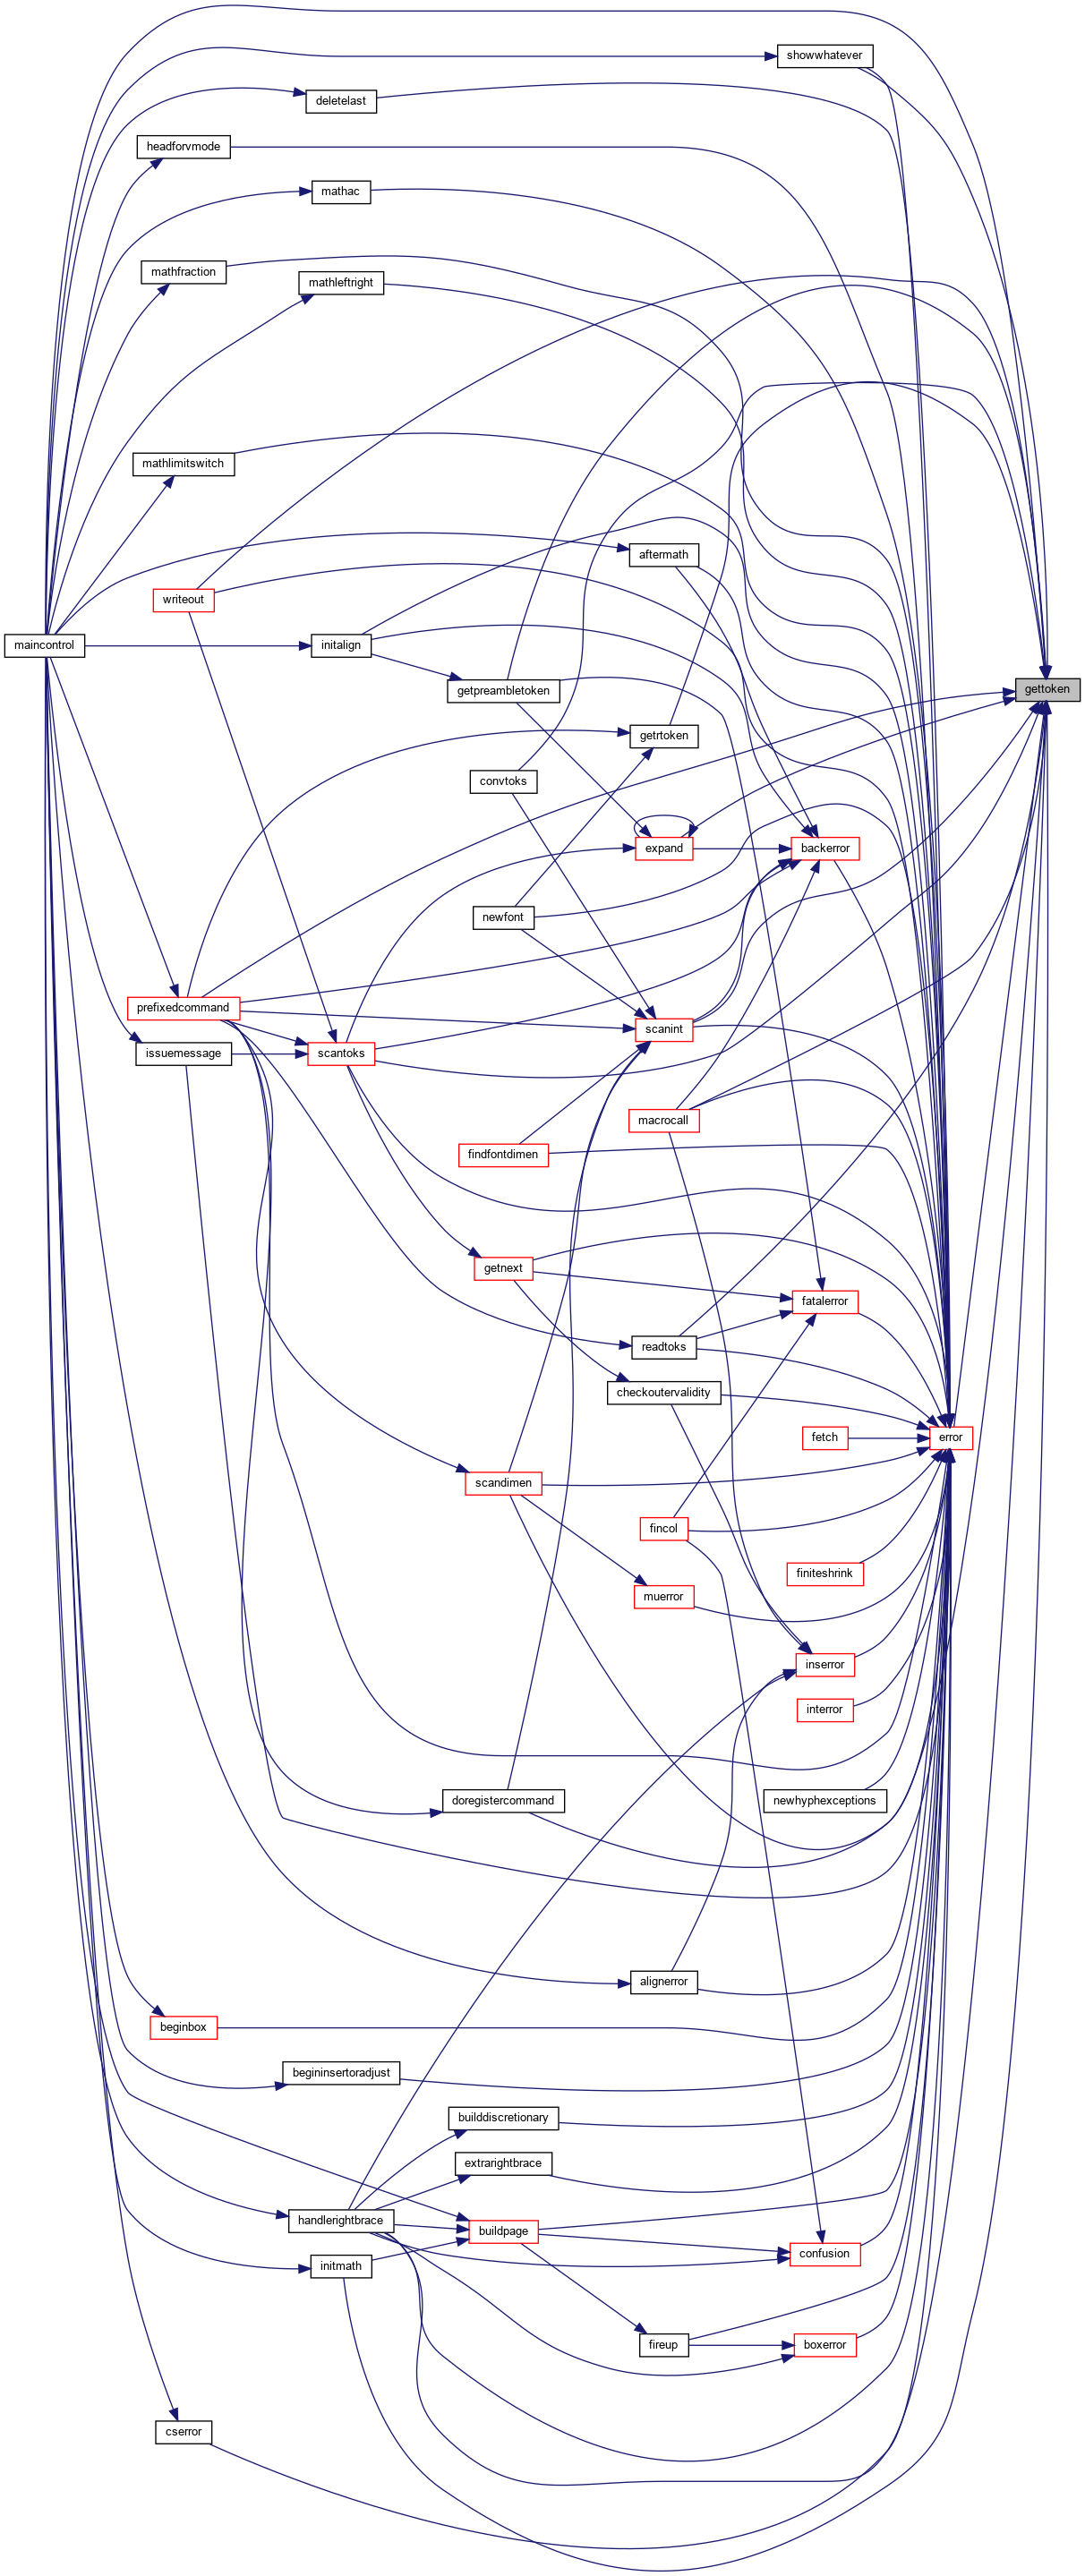 showwhatever
deletelast
headforvmode
mathac
mathfraction
mathleftright
mathlimitswitch
aftermath
writeout
maincontrol
initalign
getpreambletoken
gettoken
getrtoken
convtoks
expand
backerror
newfont
prefixedcommand
scanint
issuemessage
scantoks
macrocall
findfontdimen
getnext
fatalerror
readtoks
checkoutervalidity
fetch
error
scandimen
fincol
finiteshrink
muerror
inserror
interror
doregistercommand
newhyphexceptions
alignerror
beginbox
begininsertoradjust
builddiscretionary
extrarightbrace
handlerightbrace
buildpage
confusion
initmath
fireup
boxerror
cserror